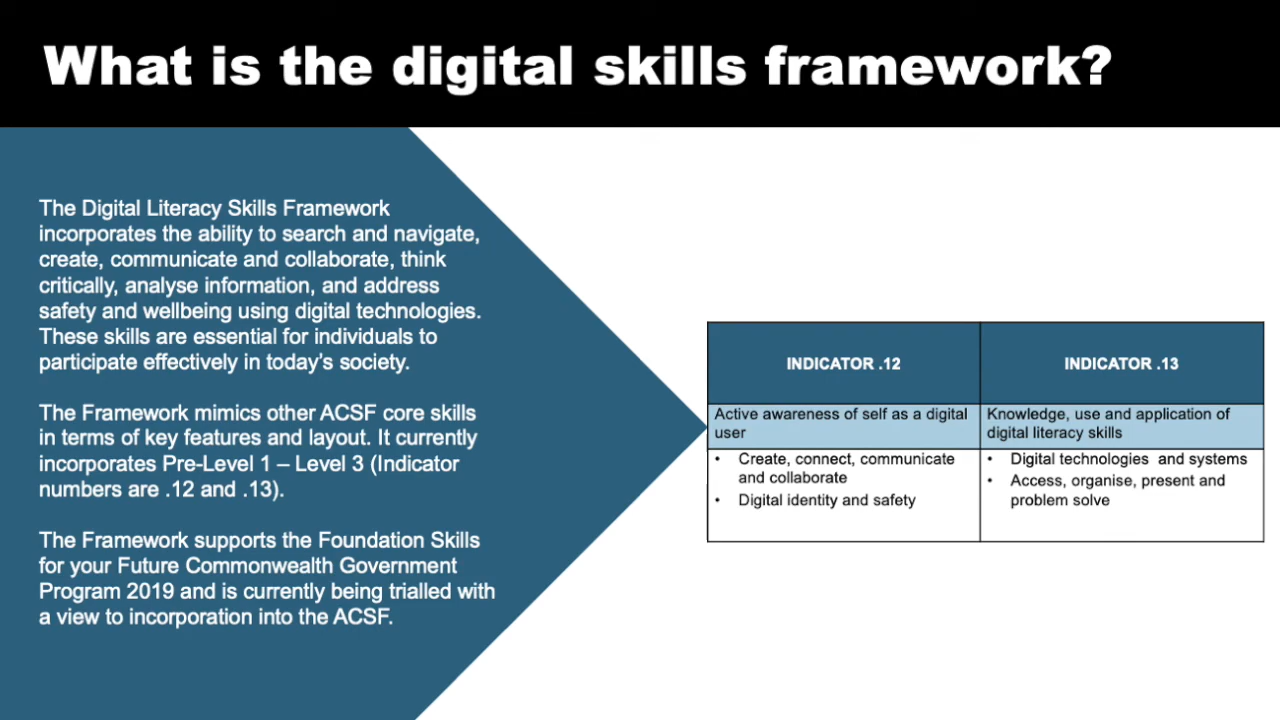 What is the digital skills framework?
The Digital Literacy Skills Framework
incorporates the ability to search and navigate,
create, communicate and collaborate, think
critically, analyse information, and address
safety and wellbeing using digital technologies.
These skills are essential for individuals to
participate effectively in today's society.
The Framework mimics other ACSF core skills
in terms of key features and layout. It currently
incorporates Pre-Level 1 – Level 3 (Indicator
numbers are .12 and .13).
The Framework supports the Foundation Skills
for your Future Commonwealth Government
Program 2019 and is currently being trialled with
a view to incorporation into the ACSF.
INDICATOR .12
INDICATOR .13
Active awareness of self as a digital
user
Knowledge, use and application of
digital literacy skills
• Create, connect, communicate
and collaborate
• Digital identity and safety
• Digital technologies and systems
• Access, organise, present and
problem solve